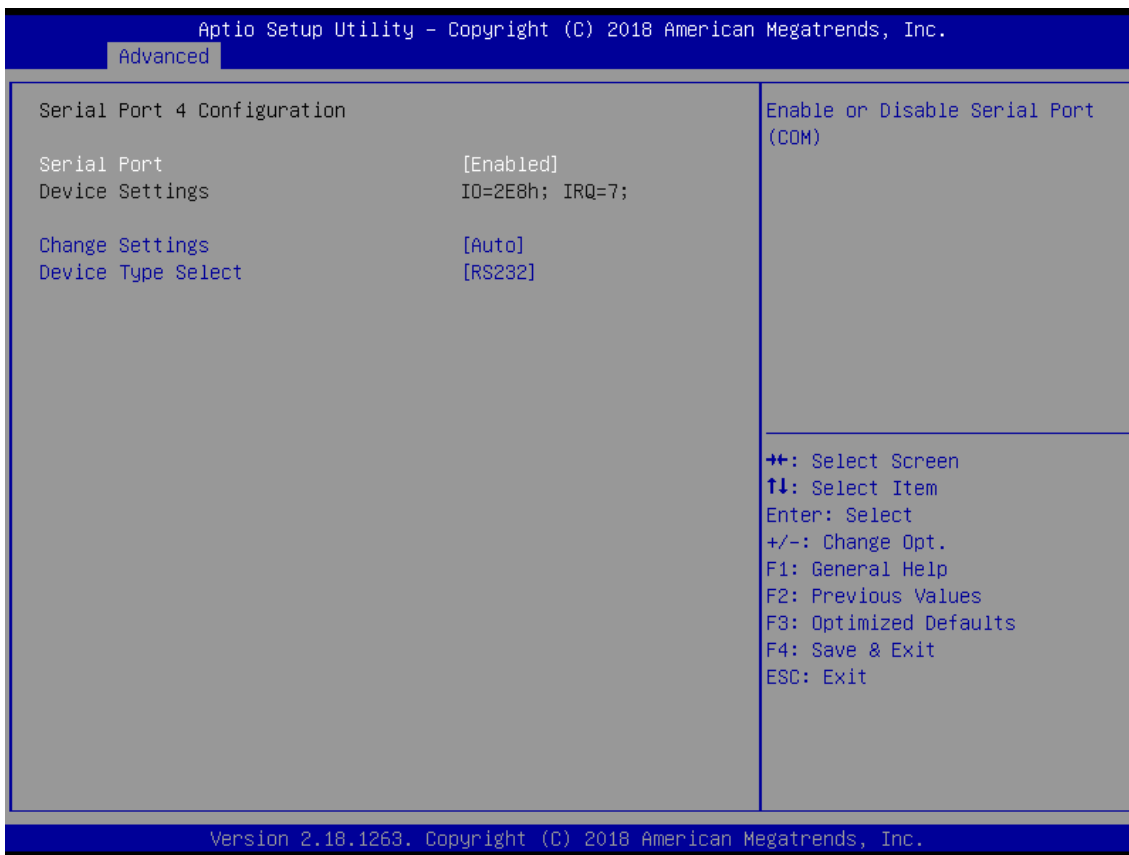 Aptio Setup Utility – Copyright (C) 2018 American Megatrends, Inc.
Advanced
Serial Port 4 Configuration
Serial Port [Enabled]
Device Settings IO=2E8h; IRQ=7;
Change Settings [Auto]
Device Type Select [RS232]
Enable or Disable Serial Port
(COM)
→←: Select Screen
↑↓: Select Item
Enter: Select
+/-: Change Opt.
F1: General Help
F2: Previous Values
F3: Optimized Defaults
F4: Save & Exit
ESC: Exit
Version 2.18.1263. Copyright (C) 2018 American Megatrends, Inc.